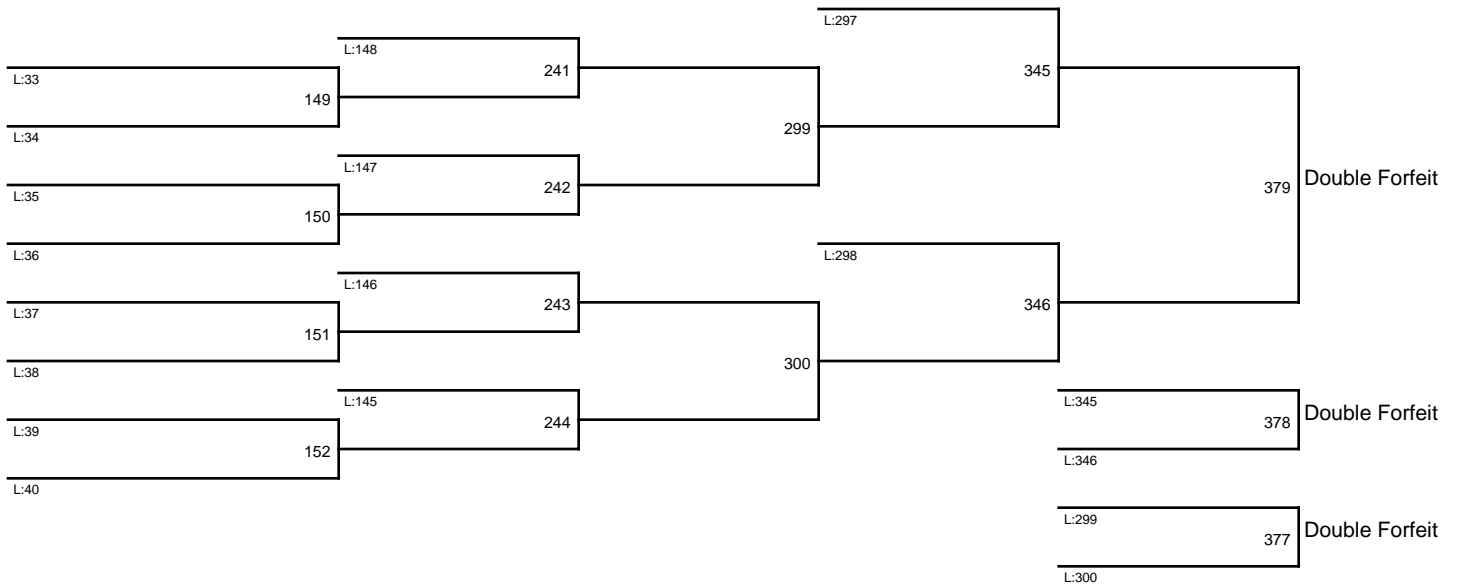 L:297
L:148
241
345
L:33
149
L:34
299
L:147
Double Forfeit
L:35
242
379
150
L:36
L:298
L:146
L:37
243
346
151
L:38
300
L:145
L:345
Double Forfeit
L:39
244
378
152
L:346
L:40
L:299
Double Forfeit
377
L:300